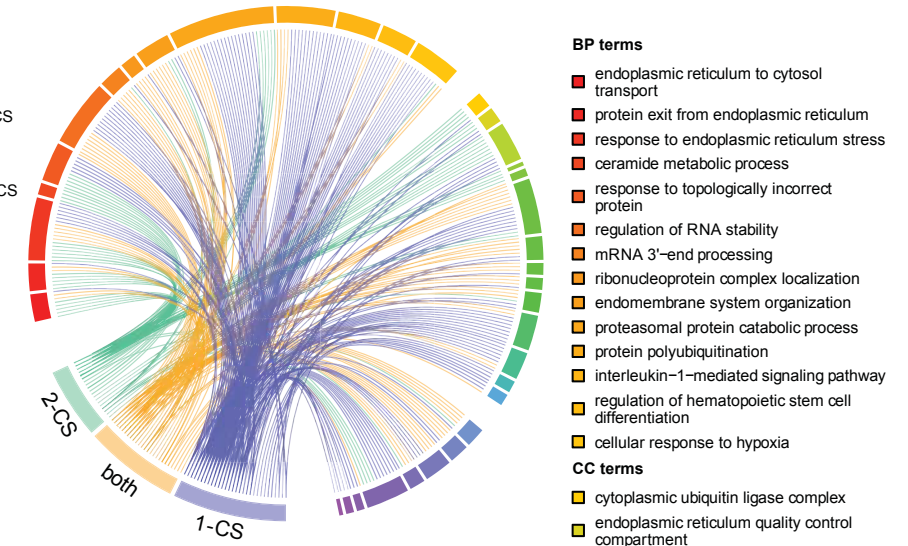 CS
CS
2-CS
both
1-CS
BP terms
endoplasmic reticulum to cytosol
transport
protein exit from endoplasmic reticulum
response to endoplasmic reticulum stress
ceramide metabolic process
response to topologically incorrect
protein
regulation of RNA stability
mRNA 3'−end processing
ribonucleoprotein complex localization
endomembrane system organization
proteasomal protein catabolic process
protein polyubiquitination
interleukin−1−mediated signaling pathway
regulation of hematopoietic stem cell
differentiation
cellular response to hypoxia
CC terms
cytoplasmic ubiquitin ligase complex
endoplasmic reticulum quality control
compartment